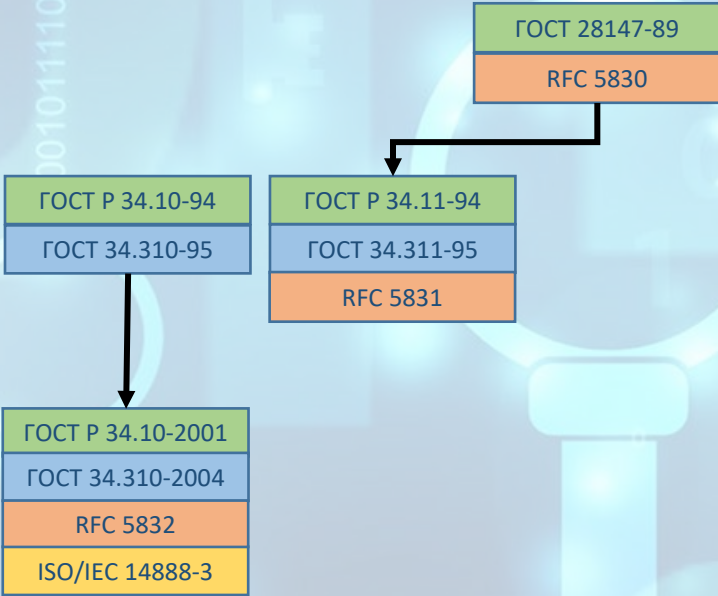 ГОСТ 28147-89
RFC 5830
ГОСТ Р 34.10-94
ГОСТ 34.310-95
ГОСТ Р 34.11-94
ГОСТ 34.311-95
RFC 5831
ГОСТ Р 34.10-2001
ГОСТ 34.310-2004
RFC 5832
ISO/IEC 14888-3